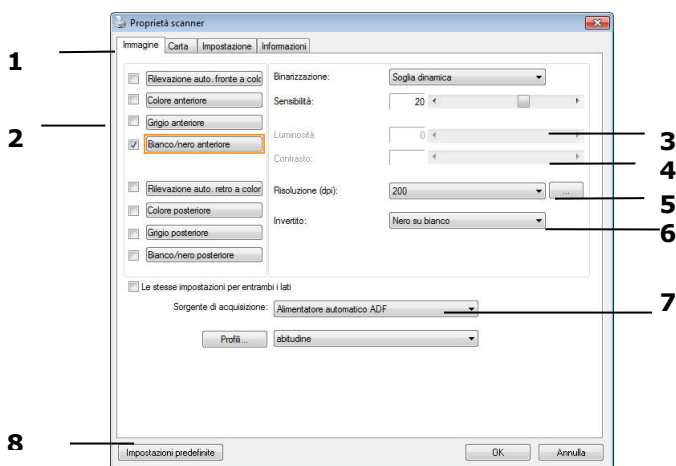 Proprietà scanner
Immagine Carta Impostazione Informazioni
1
Rilevazione auto. fronte a colo
Binarizzazione: Soglia dinamica
Colore anteriore
Sensibilità: 20
Grigio anteriore
2
Bianco/nero anteriore
Luminosità 0
3
Contrasto:
4
Rilevazione auto. retro a color
Risoluzione (dpi): 200 ...
5
Colore posteriore
Invertito: Nero su bianco
6
Grigio posteriore
Bianco/nero posteriore
Le stesse impostazioni per entrambi i lati
Sorgente di acquisizione: Alimentatore automatico ADF
7
Profili... abitudine
8
Impostazioni predefinite OK Annulla